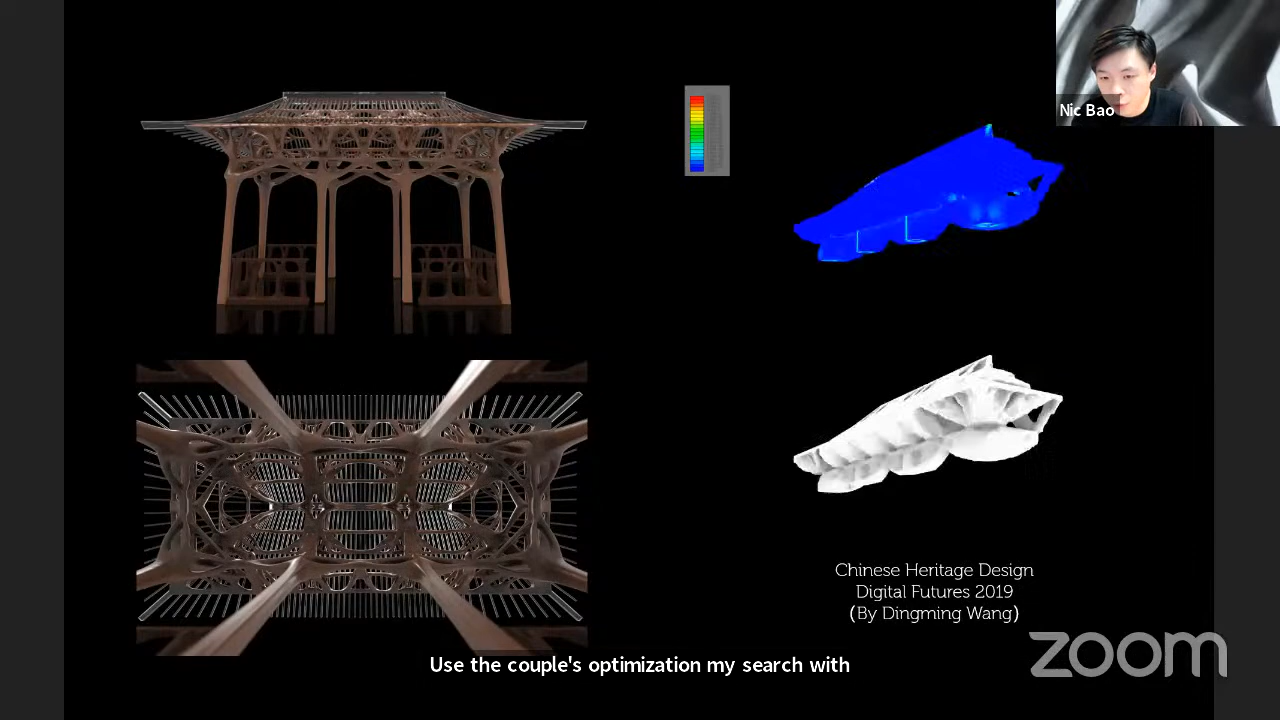 Nic Bao
Chinese Heritage Design
Digital Futures 2019
(By Dingming Wang)
Use the couple's optimization my search with
zoom